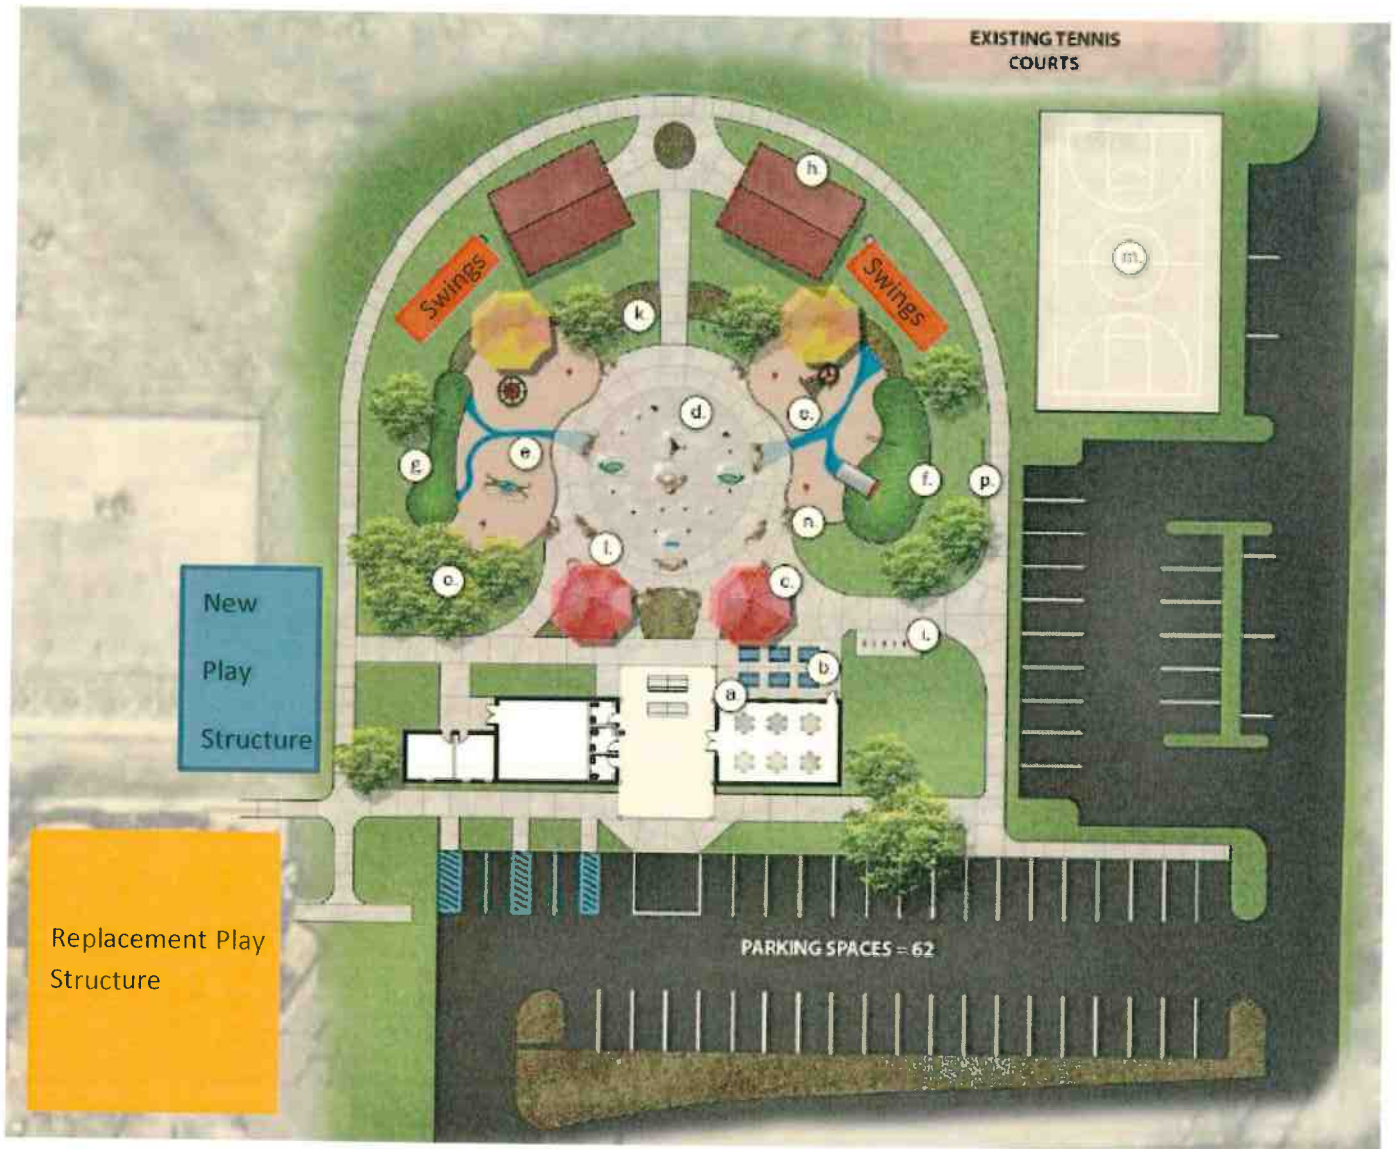 EXISTING TENNIS
COURTS
h.
Swings
Swings
m.
k.
d.
e.
e
g.
f.
p.
n.
l.
o.
c.
New
Play
Structure
i.
b
a.
Replacement Play
Structure
PARKING SPACES = 62